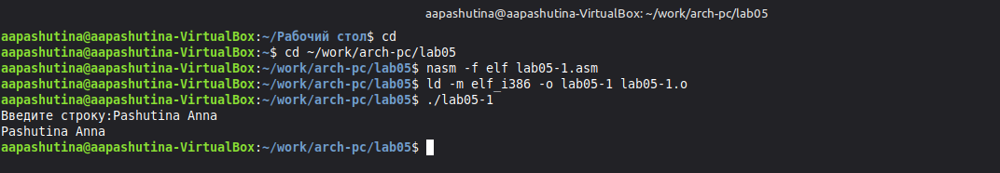 aapashutina@aapashutina-VirtualBox: ~/work/arch-pc/lab05
aapashutina@aapashutina-VirtualBox:~/Рабочий стол$ cd
aapashutina@aapashutina-VirtualBox:~$ cd ~/work/arch-pc/lab05
aapashutina@aapashutina-VirtualBox:~/work/arch-pc/lab05$ nasm -f elf lab05-1.asm
aapashutina@aapashutina-VirtualBox:~/work/arch-pc/lab05$ ld -m elf_i386 -o lab05-1 lab05-1.o
aapashutina@aapashutina-VirtualBox:~/work/arch-pc/lab05$ ./lab05-1
Введите строку:Pashutina Anna
Pashutina Anna
aapashutina@aapashutina-VirtualBox:~/work/arch-pc/lab05$